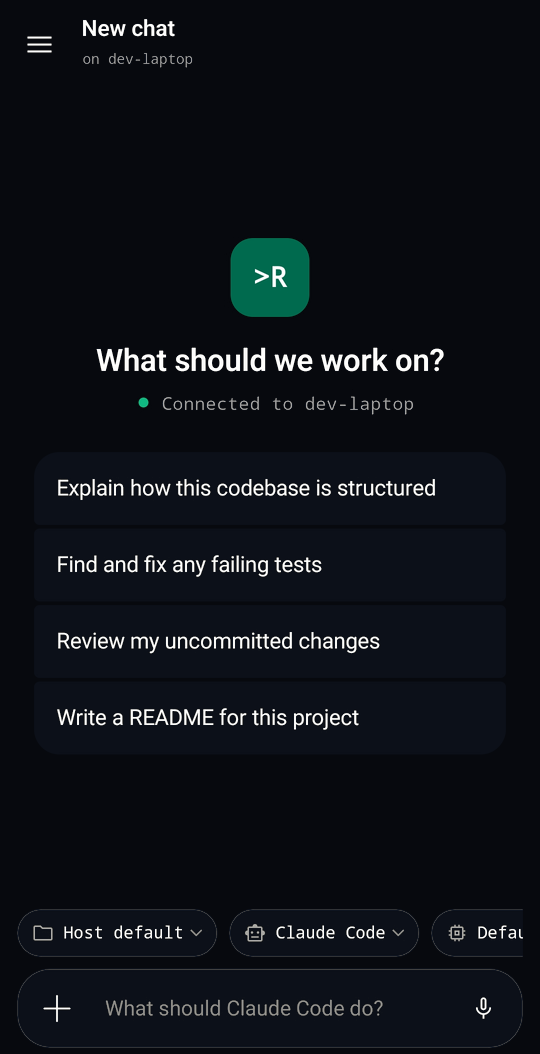 New chat
on dev-laptop
>R
What should we work on?
Connected to dev-laptop
Explain how this codebase is structured
Find and fix any failing tests
Review my uncommitted changes
Write a README for this project
Host default
Claude Code
Defau
What should Claude Code do?